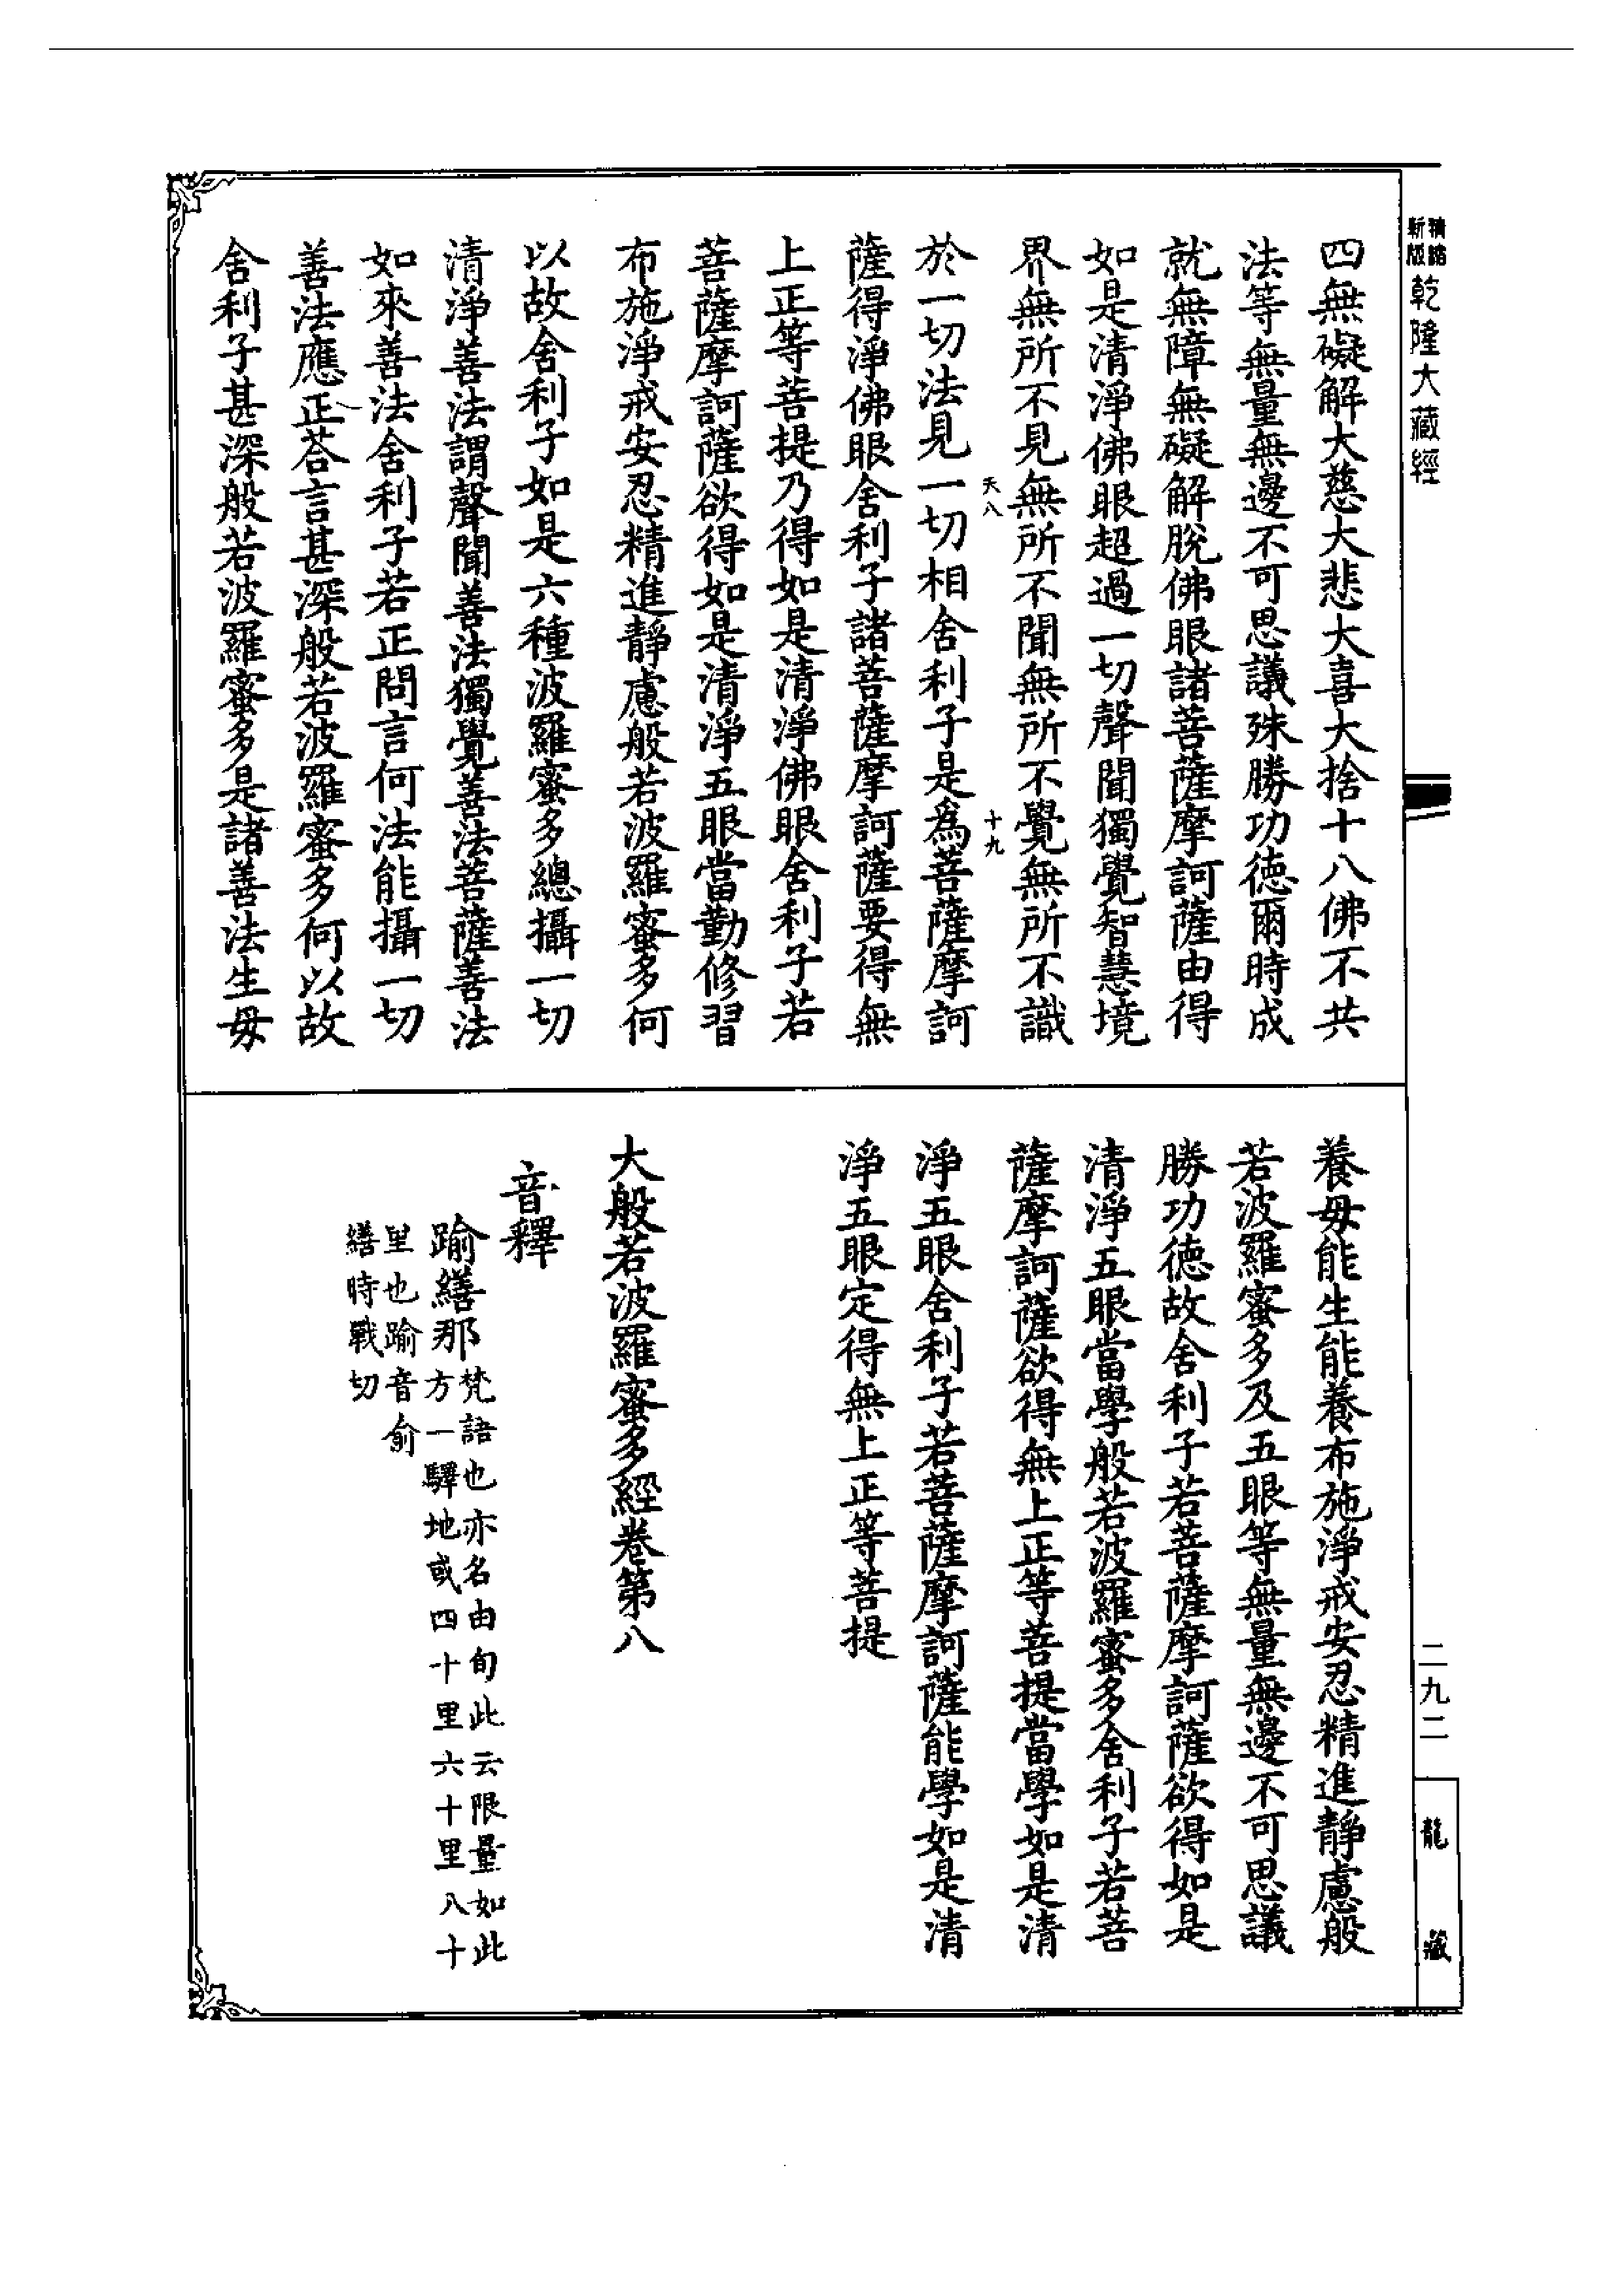 新版
乾隆大藏經
四無礙解大慈大悲大喜大捨十八佛不共
法等無量無邊不可思議殊勝功德爾時成
就無障無礙解脫佛眼諸菩薩摩訶薩由得
如是清淨佛眼超過一切聲聞獨覺智慧境
界無所不見無所不聞無所不覺無所不識
天八 十九
於一切法見一切相舍利子是為菩薩摩訶
薩得淨佛眼舍利子諸菩薩摩訶薩要得無
上正等菩提乃得如是清淨佛眼舍利子若
菩薩摩訶薩欲得如是清淨五眼當勤修習
布施淨戒安忍精進靜慮般若波羅蜜多何
以故舍利子如是六種波羅蜜多總攝一切
清淨善法謂聲聞善法獨覺善法菩薩善法
如來善法舍利子若正問言何法能攝一切
善法應正荅言甚深般若波羅蜜多何以故
舍利子甚深般若波羅蜜多是諸善法生母
養母能生能養布施淨戒安忍精進靜慮般
若波羅蜜多及五眼等無量無邊不可思議
勝功德故舍利子若菩薩摩訶薩欲得如是
清淨五眼當學般若波羅蜜多舍利子若菩
薩摩訶薩欲得無上正等菩提當學如是清
淨五眼舍利子若菩薩摩訶薩能學如是清
淨五眼定得無上正等菩提
大般若波羅蜜多經卷第八
音釋
踰繕那
梵語也亦名由旬此云限量如此
方一驛地或四十里六十里八十
里也踰音俞
繕時戰切
二九二
龍藏